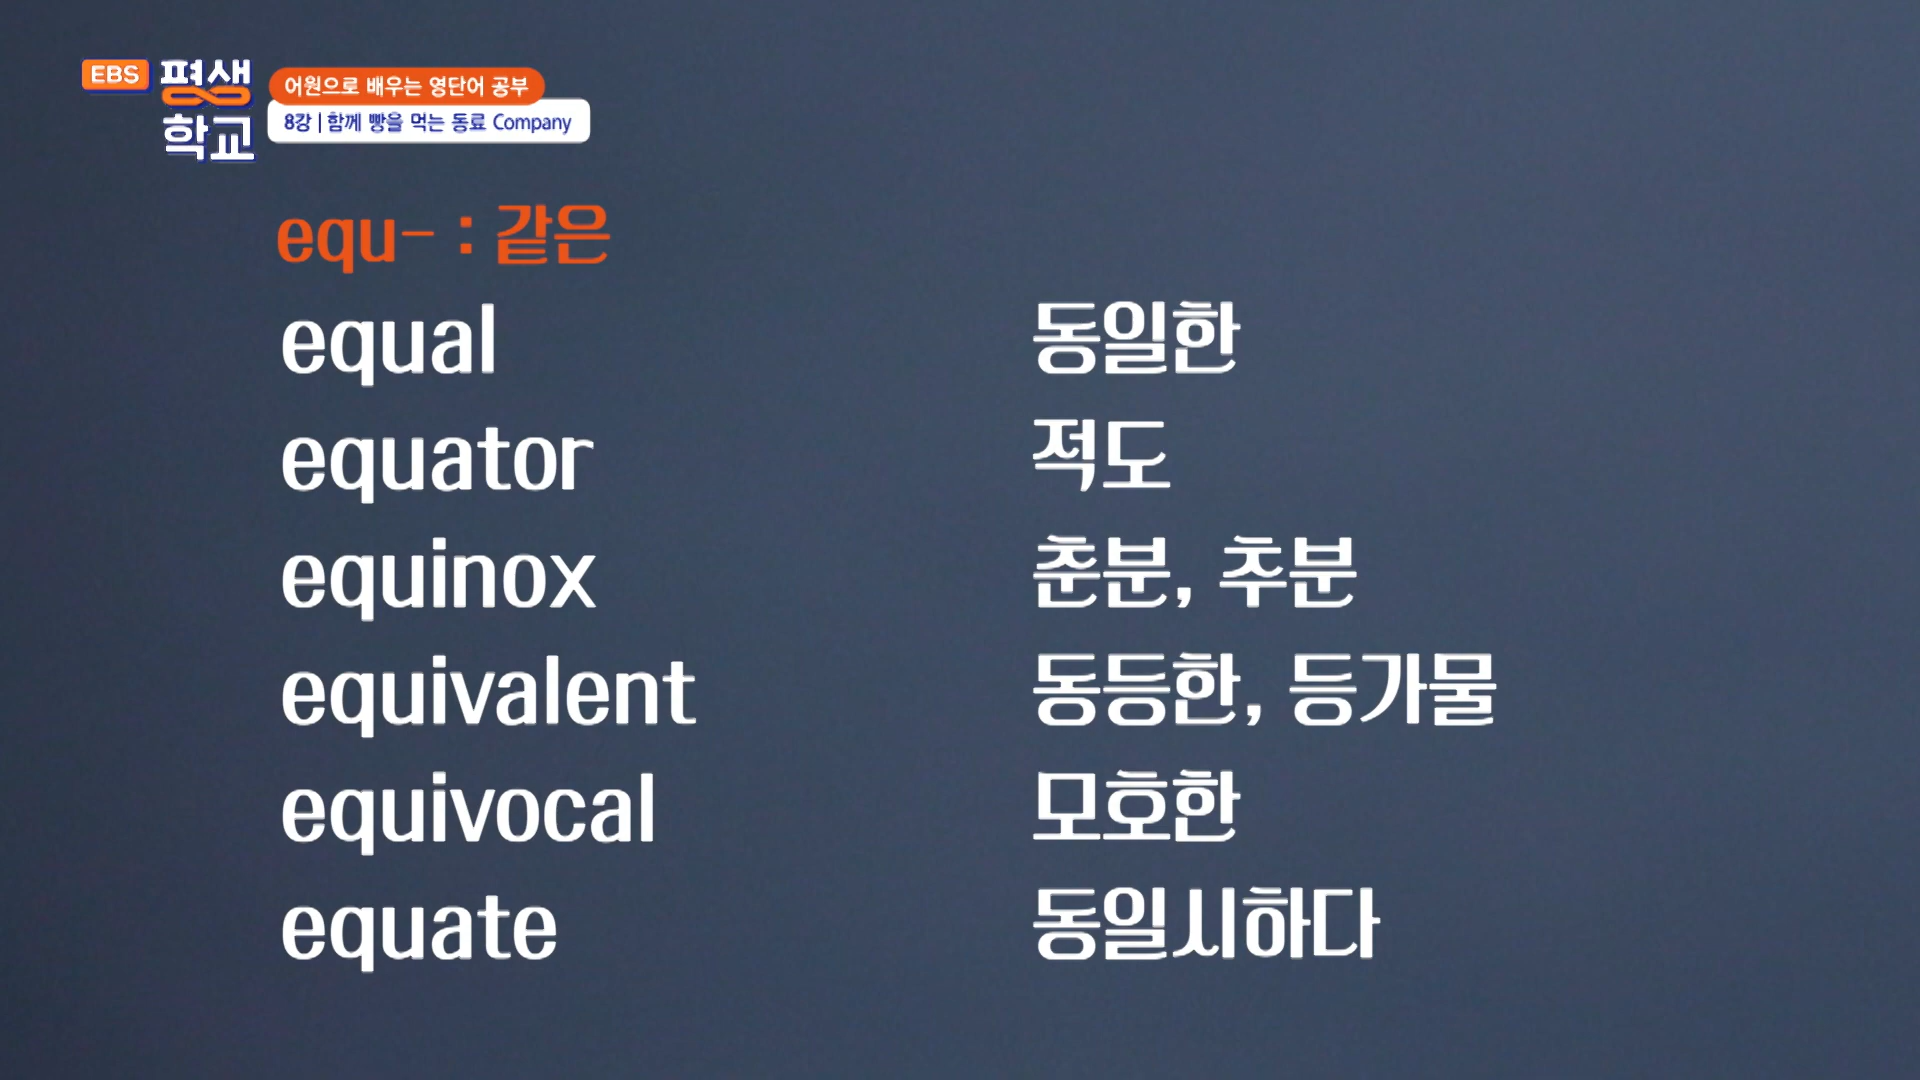 EBS 평생학교
어원으로 배우는 영단어 공부
8강 | 함께 빵을 먹는 동료 Company
equ- : 같은
equal 동일한
equator 적도
equinox 춘분, 추분
equivalent 동등한, 등가물
equivocal 모호한
equate 동일시하다